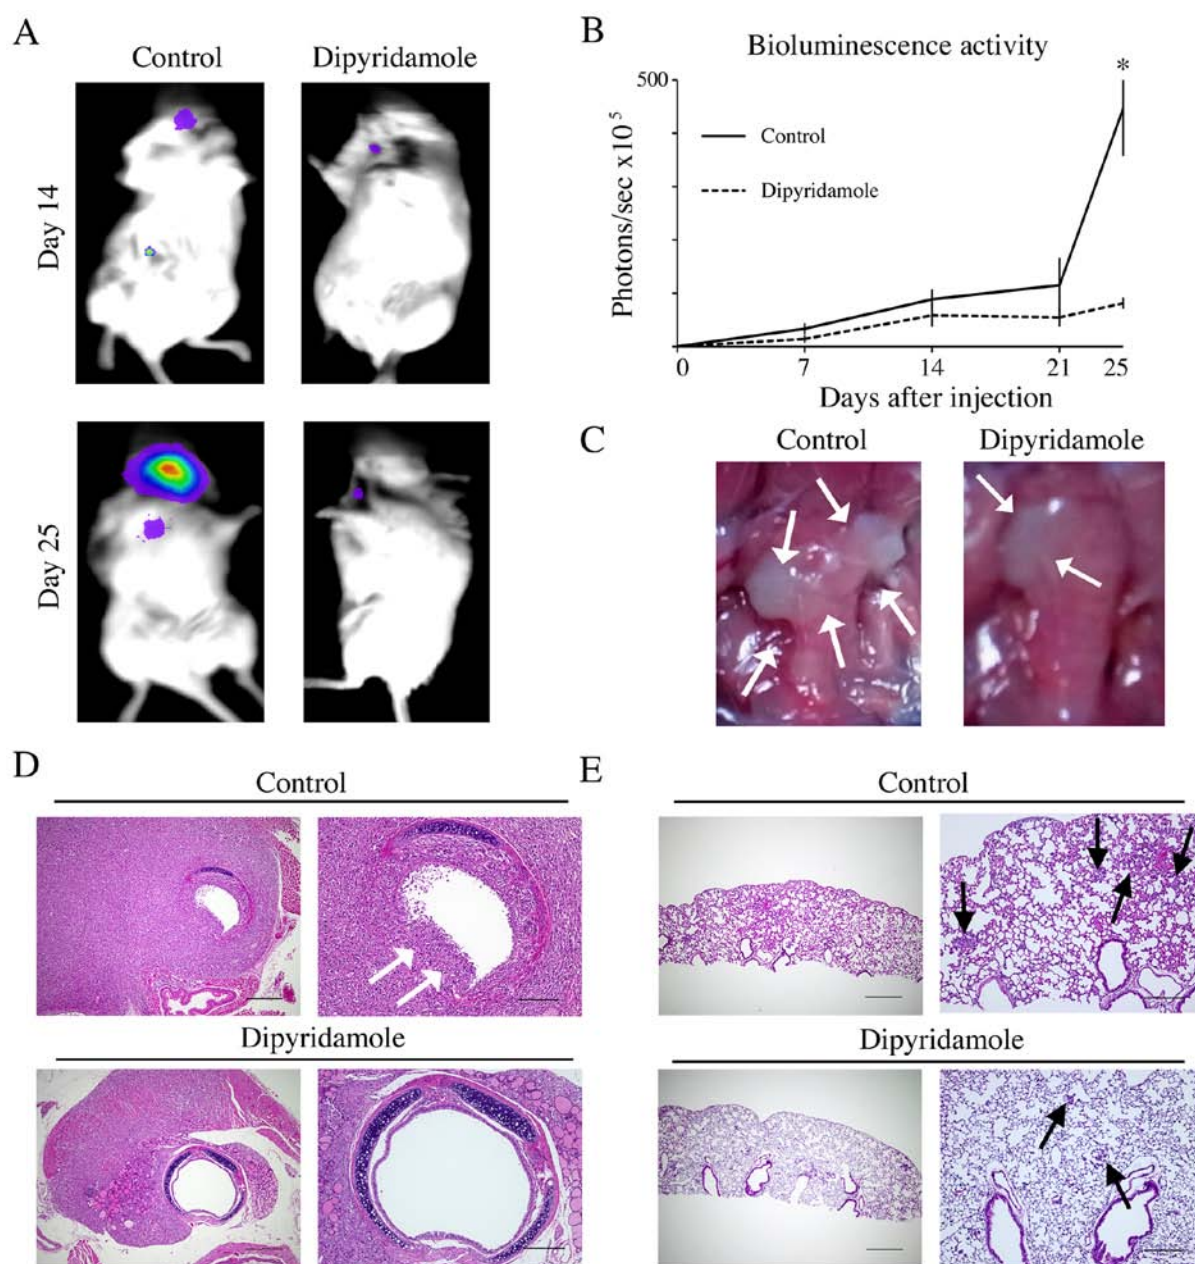 A
Control
Dipyridamole
Day 14
Day 25
B
Bioluminescence activity
500
*
Control
Dipyridamole
Photons/sec x10 5
0
7
14
21
25
Days after injection
C
Control
Dipyridamole
D
Control
Dipyridamole
E
Control
Dipyridamole